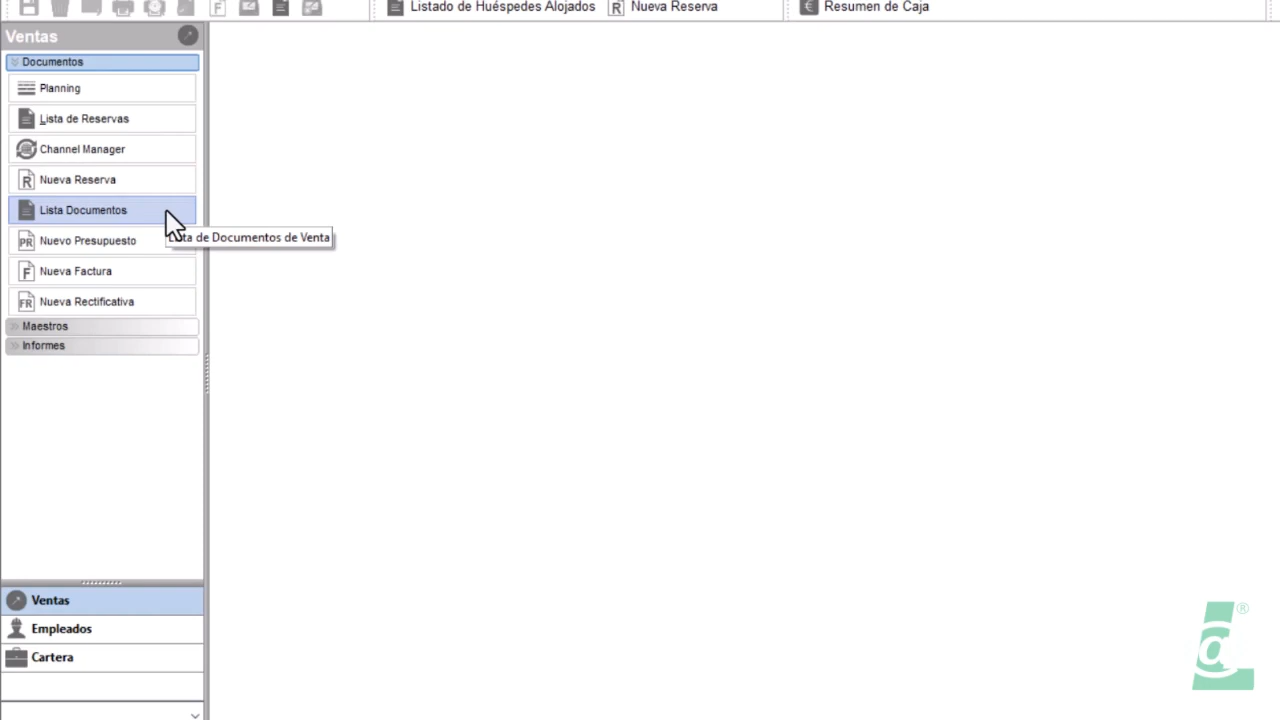 Listado de Huéspedes Alojados
R Nueva Reserva
€ Resumen de Caja
F
Ventas
Documentos
Planning
Lista de Reservas
Channel Manager
R Nueva Reserva
Lista Documentos
Lista de Documentos de Venta
PR Nuevo Presupuesto
F Nueva Factura
FR Nueva Rectificativa
Maestros
Informes
Ventas
Empleados
Cartera
L@ ®